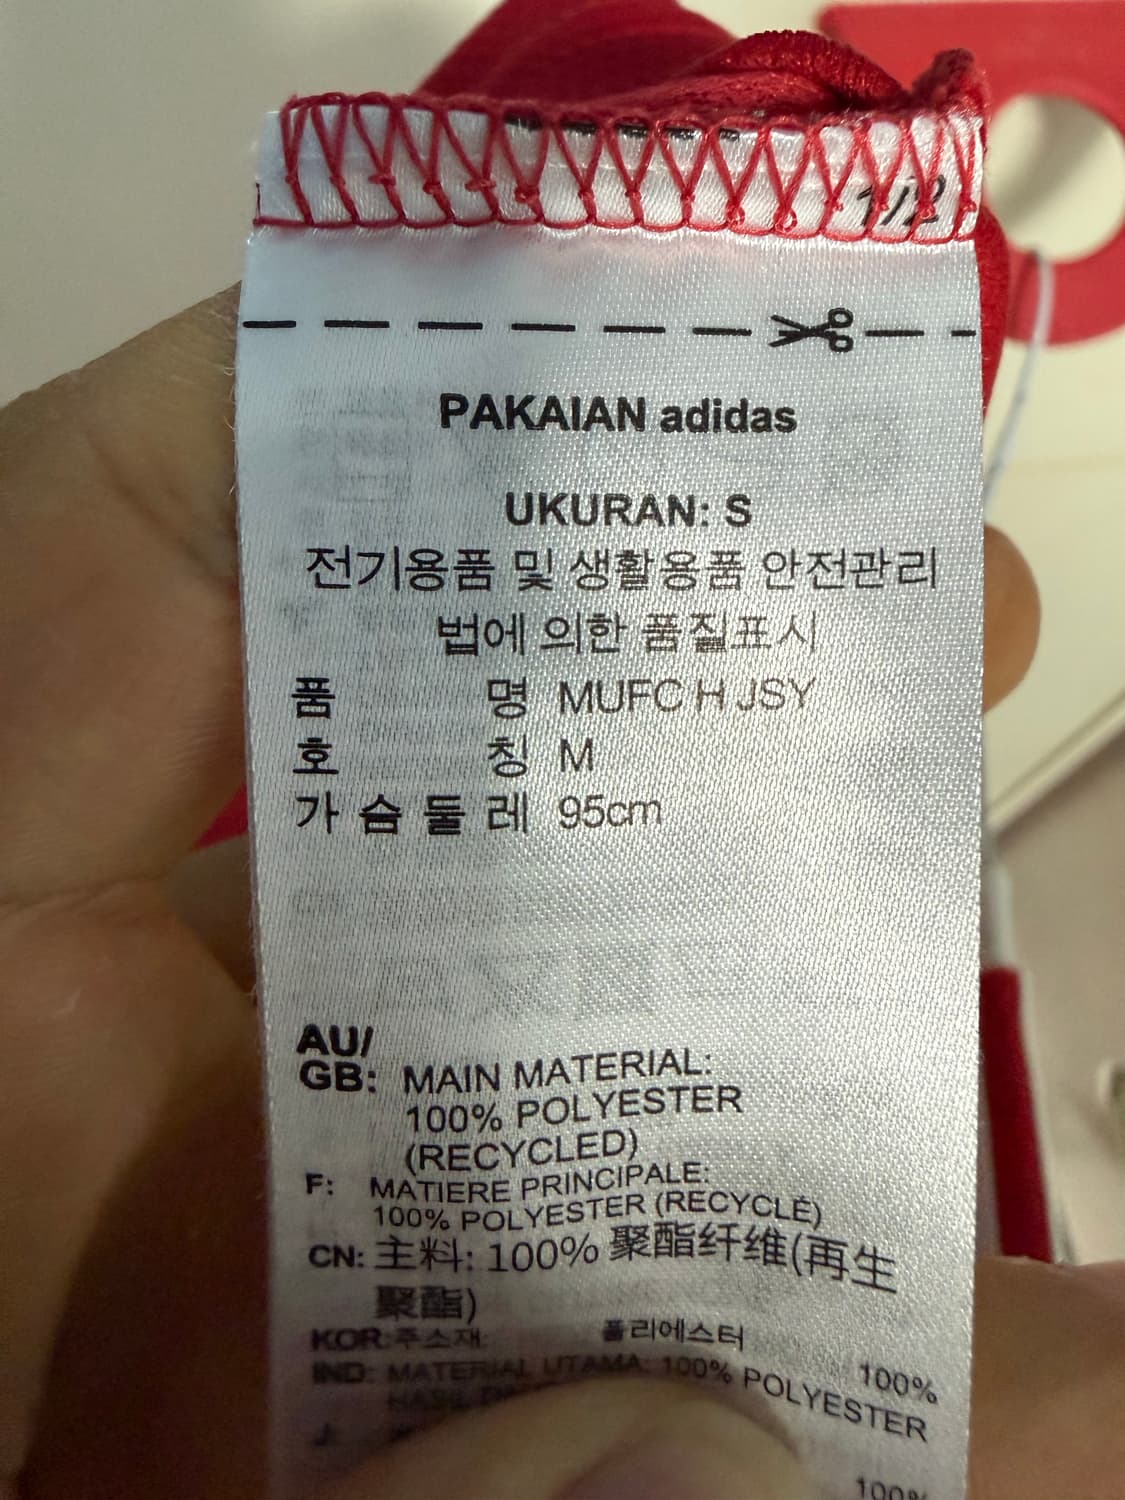 PAKAIAN adidas
UKURAN: S
전기용품 및 생활용품 안전관리
법에 의한 품질표시
품 명 MUFC H JSY
호 칭 M
가 슴 둘 레 95cm
AU/
GB: MAIN MATERIAL:
100% POLYESTER
(RECYCLED)
F: MATIERE PRINCIPALE:
100% POLYESTER (RECYCLÉ)
CN: 主料: 100% 聚酯纤维(再生
聚酯)
KOR: 주소재: 폴리에스터
100%
IND: MATERIAL UTAMA: 100% POLYESTER
HASIL
100%